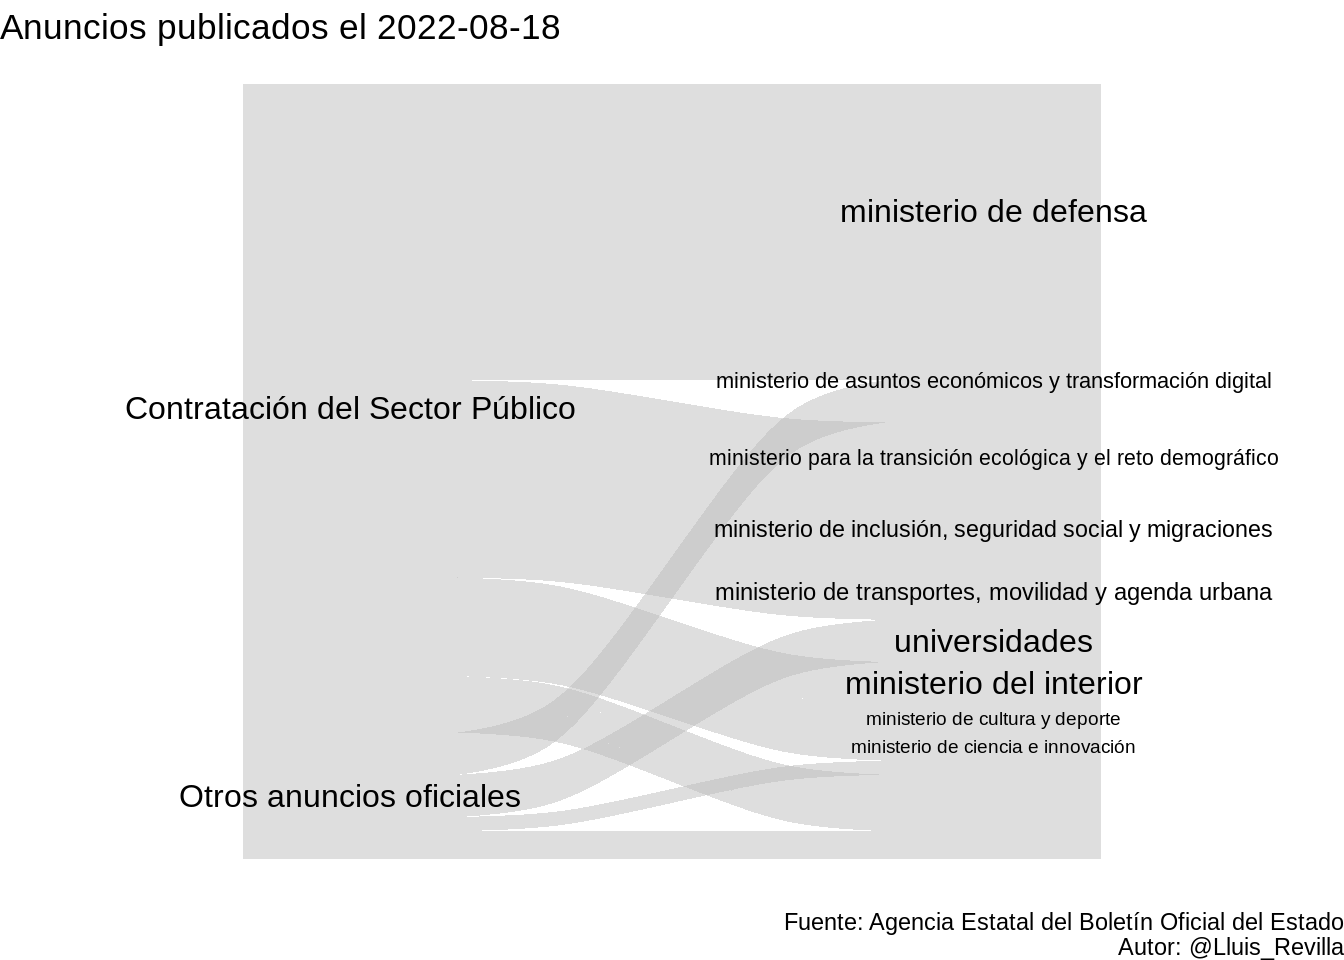 Anuncios publicados el 2022-08-18
ministerio de defensa
ministerio de asuntos económicos y transformación digital
Contratación del Sector Público
ministerio para la transición ecológica y el reto demográfico
ministerio de inclusión, seguridad social y migraciones
ministerio de transportes, movilidad y agenda urbana
universidades
ministerio del interior
ministerio de cultura y deporte
ministerio de ciencia e innovación
Otros anuncios oficiales
Fuente: Agencia Estatal del Boletín Oficial del Estado
Autor: @Lluis_Revilla